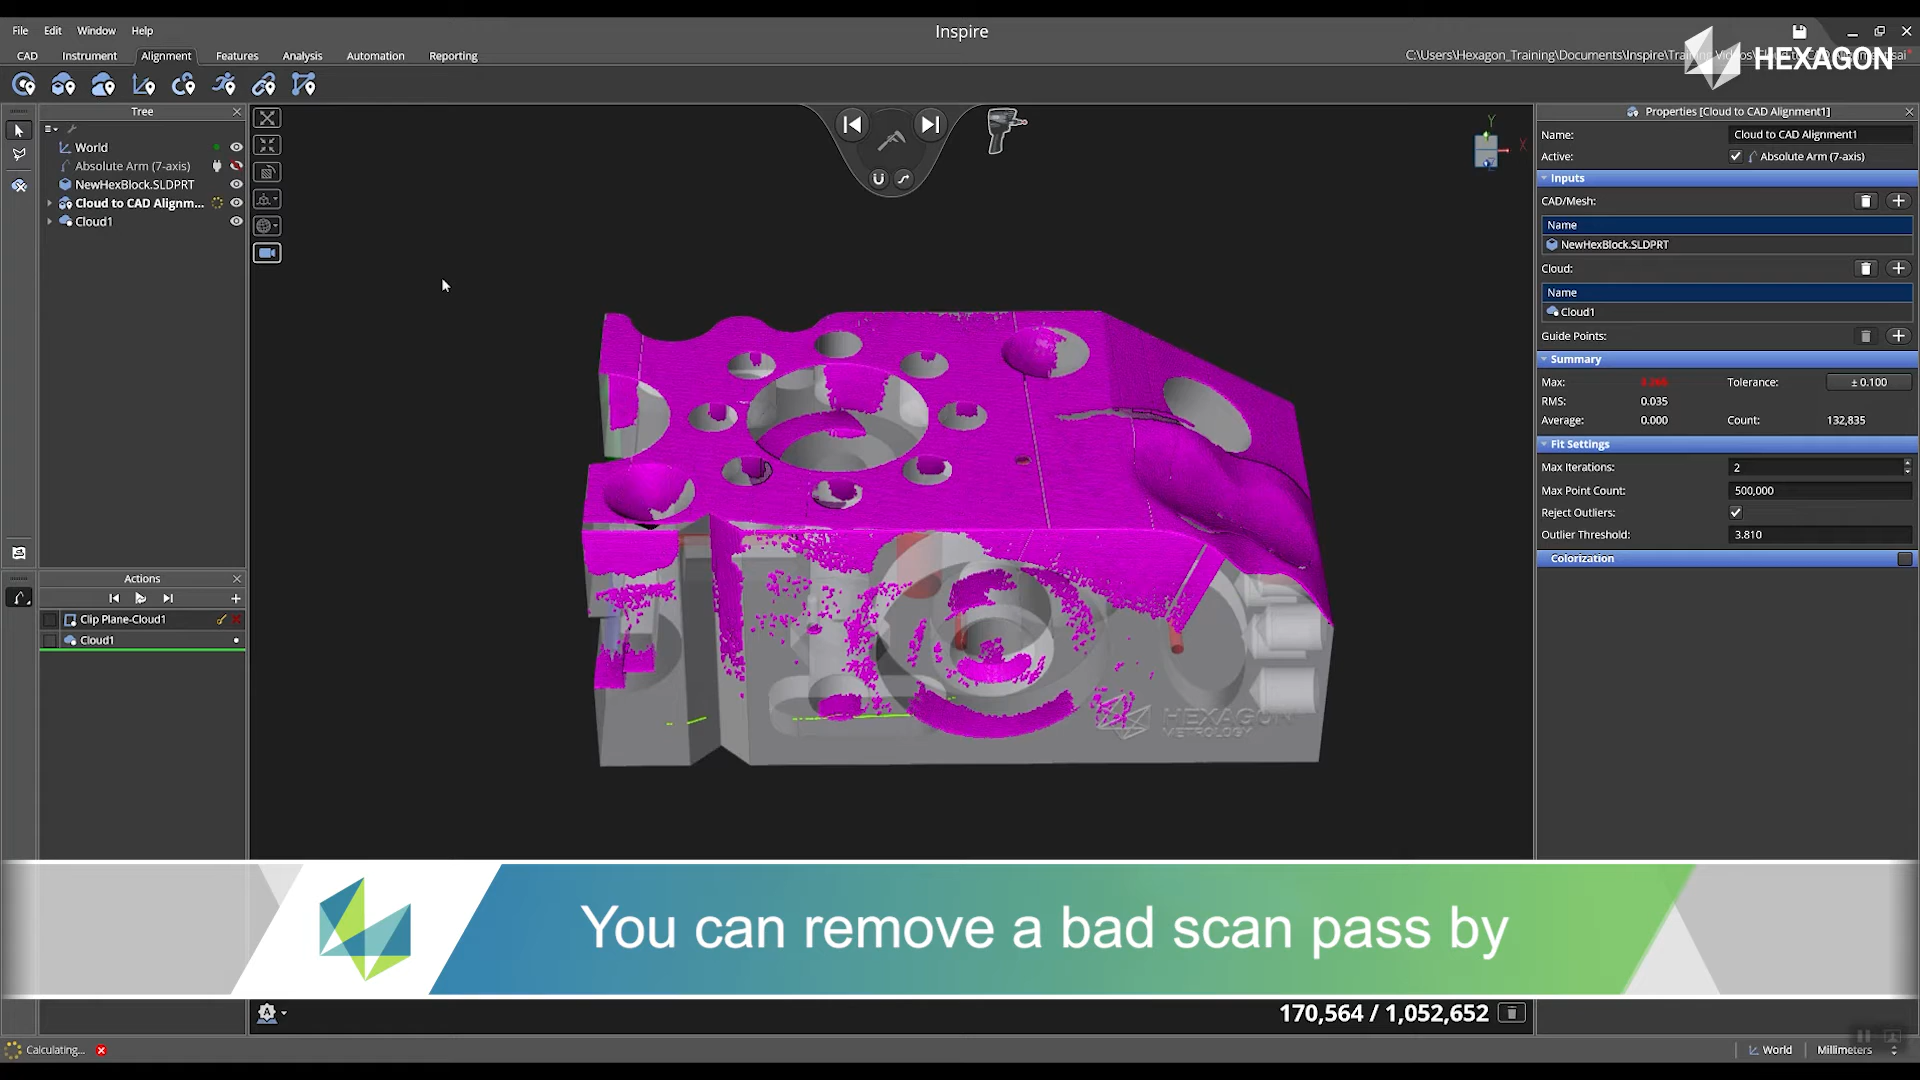 File Edit Window Help
Inspire
CAD Instrument Alignment Features Analysis Automation Reporting
HEXAGON
Tree
World
Absolute Arm (7-axis)
NewHexBlock.SLDPRT
Cloud to CAD Alignm...
Cloud1
Actions
Clip Plane-Cloud1
Cloud1
Y
X
HEXAGON
METROLOGY
Properties [Cloud to CAD Alignment1]
Name: Cloud to CAD Alignment1
Active: Absolute Arm (7-axis)
Inputs
CAD/Mesh:
Name
NewHexBlock.SLDPRT
Cloud:
Name
Cloud1
Guide Points:
Summary
Max: Tolerance: ± 0.100
RMS: 0.035
Average: 0.000 Count: 132,835
Fit Settings
Max Iterations: 2
Max Point Count: 500,000
Reject Outliers:
Outlier Threshold: 3.810
Colorization
You can remove a bad scan pass by
170,564 / 1,052,652
Calculating...
World Millimeters